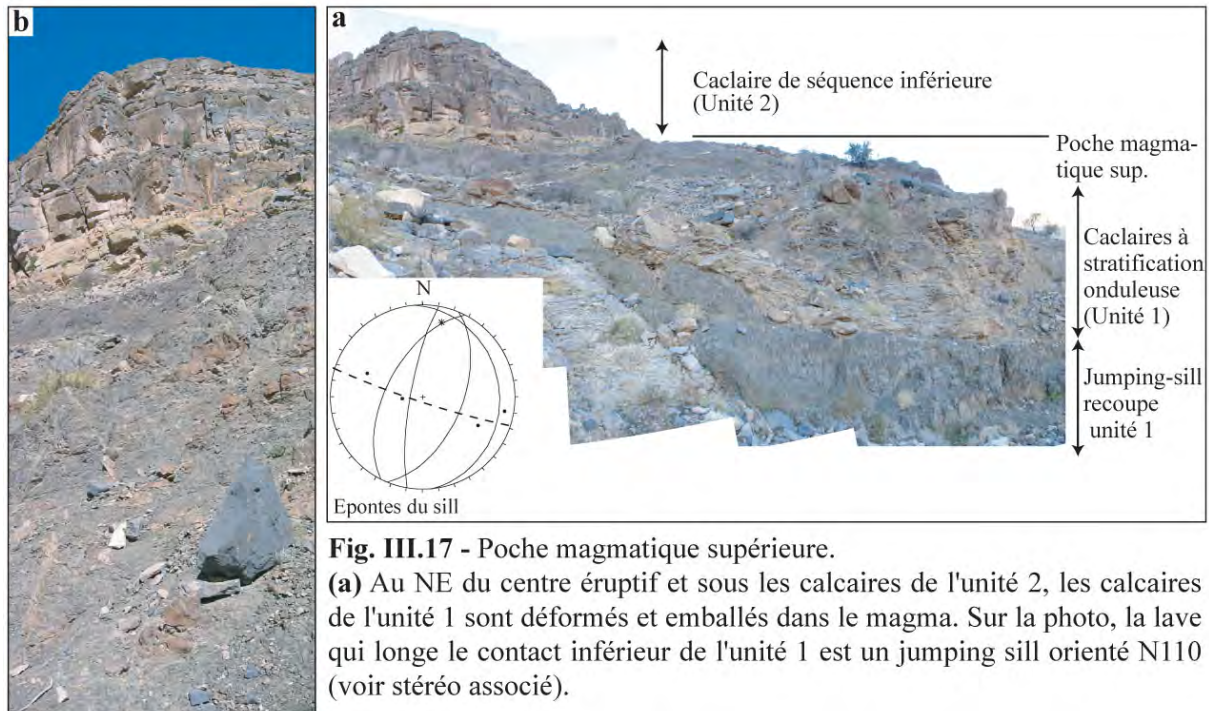 b
a
Caclaire de séquence inférieure
(Unité 2)
Poche magma-
tique sup.
Caclaires à
stratification
onduleuse
(Unité 1)
Jumping-sill
recoupe
unité 1
N
Epontes du sill
Fig. III.17 - Poche magmatique supérieure.
(a) Au NE du centre éruptif et sous les calcaires de l'unité 2, les calcaires
de l'unité 1 sont déformés et emballés dans le magma. Sur la photo, la lave
qui longe le contact inférieur de l'unité 1 est un jumping sill orienté N110
(voir stéréo associé).